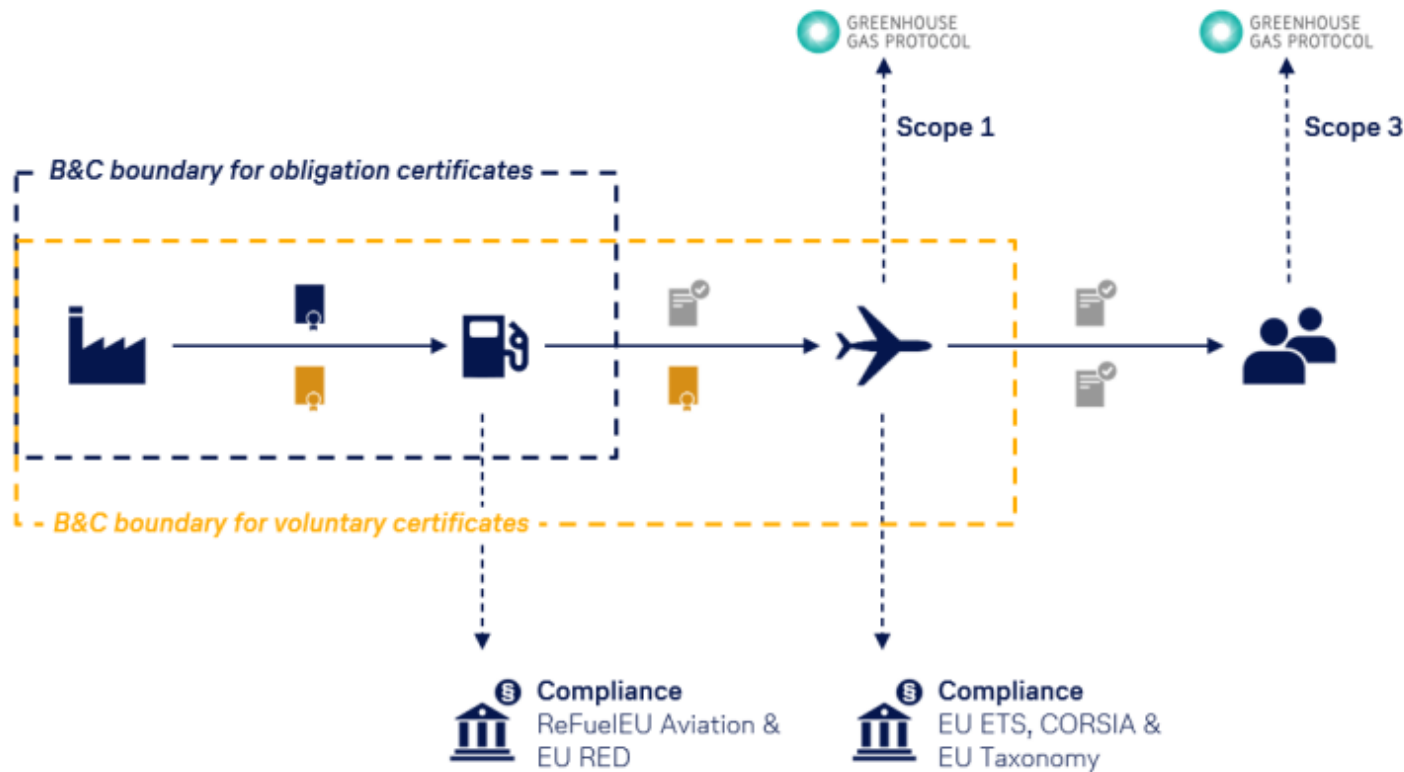 GREENHOUSE
GAS PROTOCOL
GREENHOUSE
GAS PROTOCOL
Scope 1
Scope 3
B&C boundary for obligation certificates
B&C boundary for voluntary certificates
§ Compliance
ReFuelEU Aviation &
EU RED
§ Compliance
EU ETS, CORSIA &
EU Taxonomy